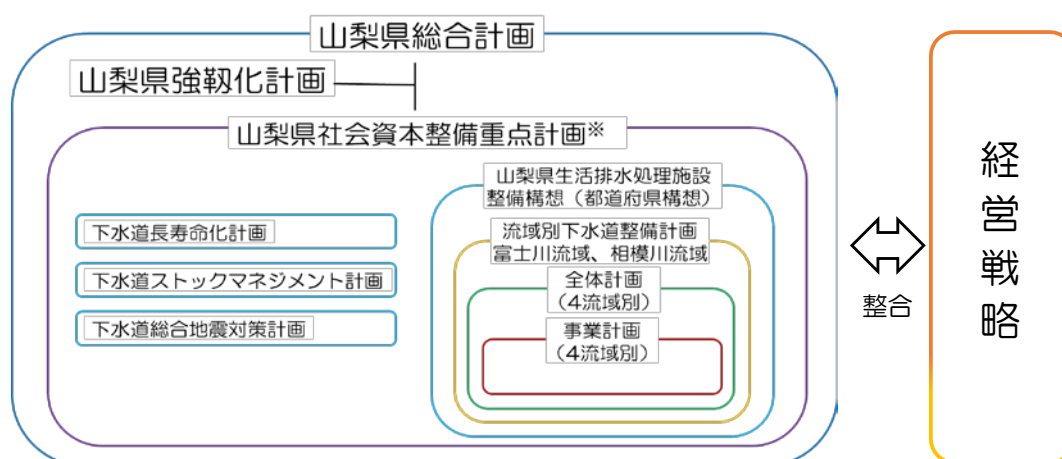 山梨県総合計画
山梨県強靱化計画
山梨県社会資本整備重点計画※
山梨県生活排水処理施設
整備構想（都道府県構想）
下水道長寿命化計画
流域別下水道整備計画
富士川流域、相模川流域
下水道ストックマネジメント計画
全体計画
（4流域別）
下水道総合地震対策計画
事業計画
（4流域別）
整合
経営戦略